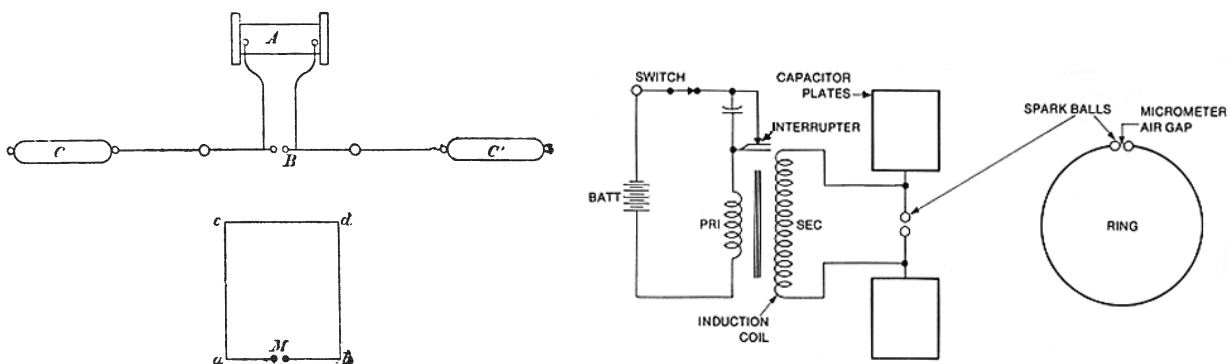 A
C
B
C'
c
d
M
a
b
SWITCH
CAPACITOR
PLATES
INTERRUPTER
BATT
PRI
SEC
INDUCTION
COIL
SPARK BALLS
MICROMETER
AIR GAP
RING